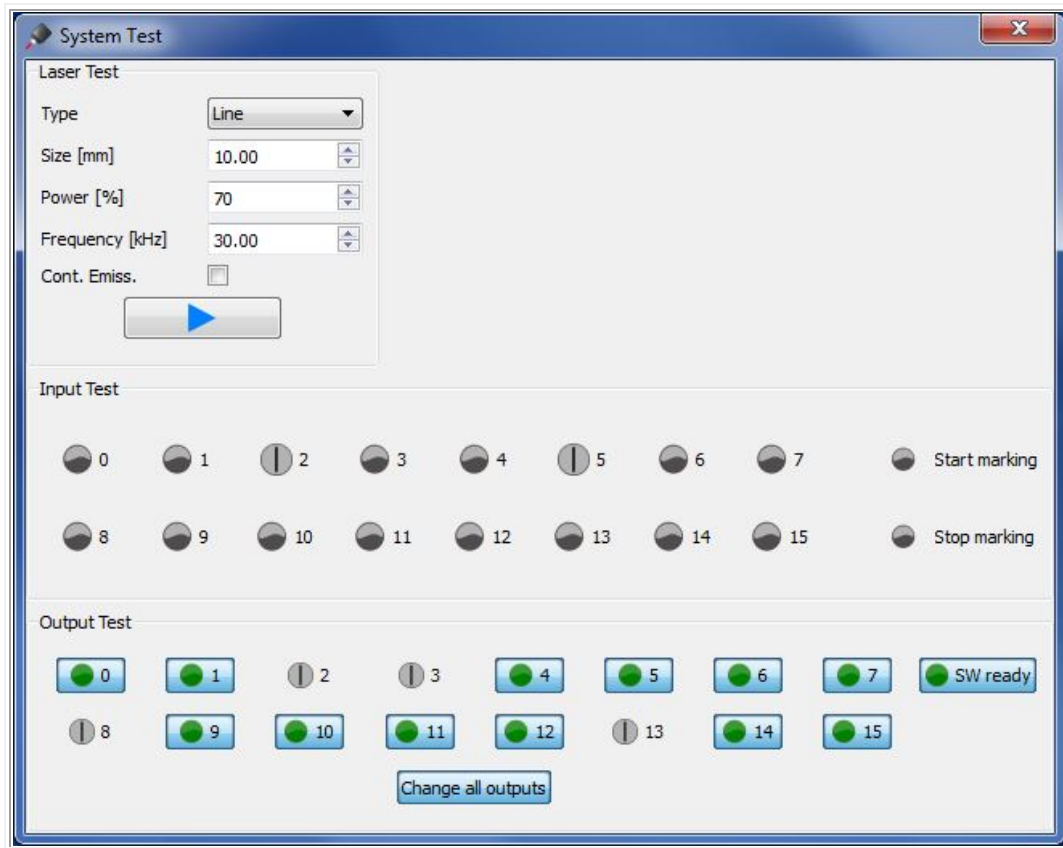 System Test
Laser Test
Type Line
Size [mm] 10.00
Power [%] 70
Frequency [kHz] 30.00
Cont. Emiss.
Input Test
0 1 2 3 4 5 6 7 Start marking
8 9 10 11 12 13 14 15 Stop marking
Output Test
0 1 2 3 4 5 6 7 SW ready
8 9 10 11 12 13 14 15
Change all outputs